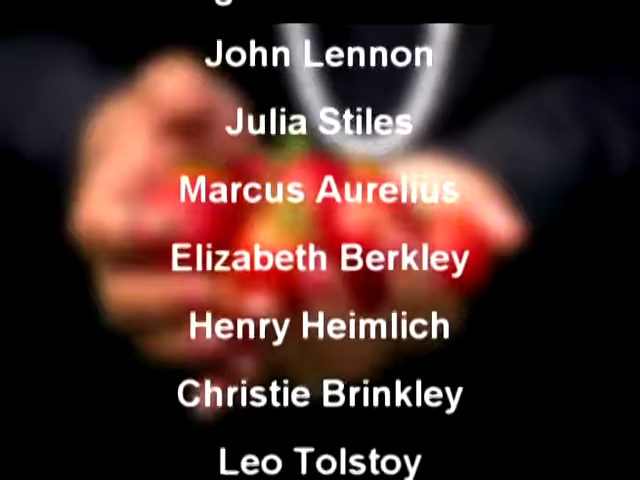 John Lennon
Julia Stiles
Marcus Aurelius
Elizabeth Berkley
Henry Heimlich
Christie Brinkley
Leo Tolstoy